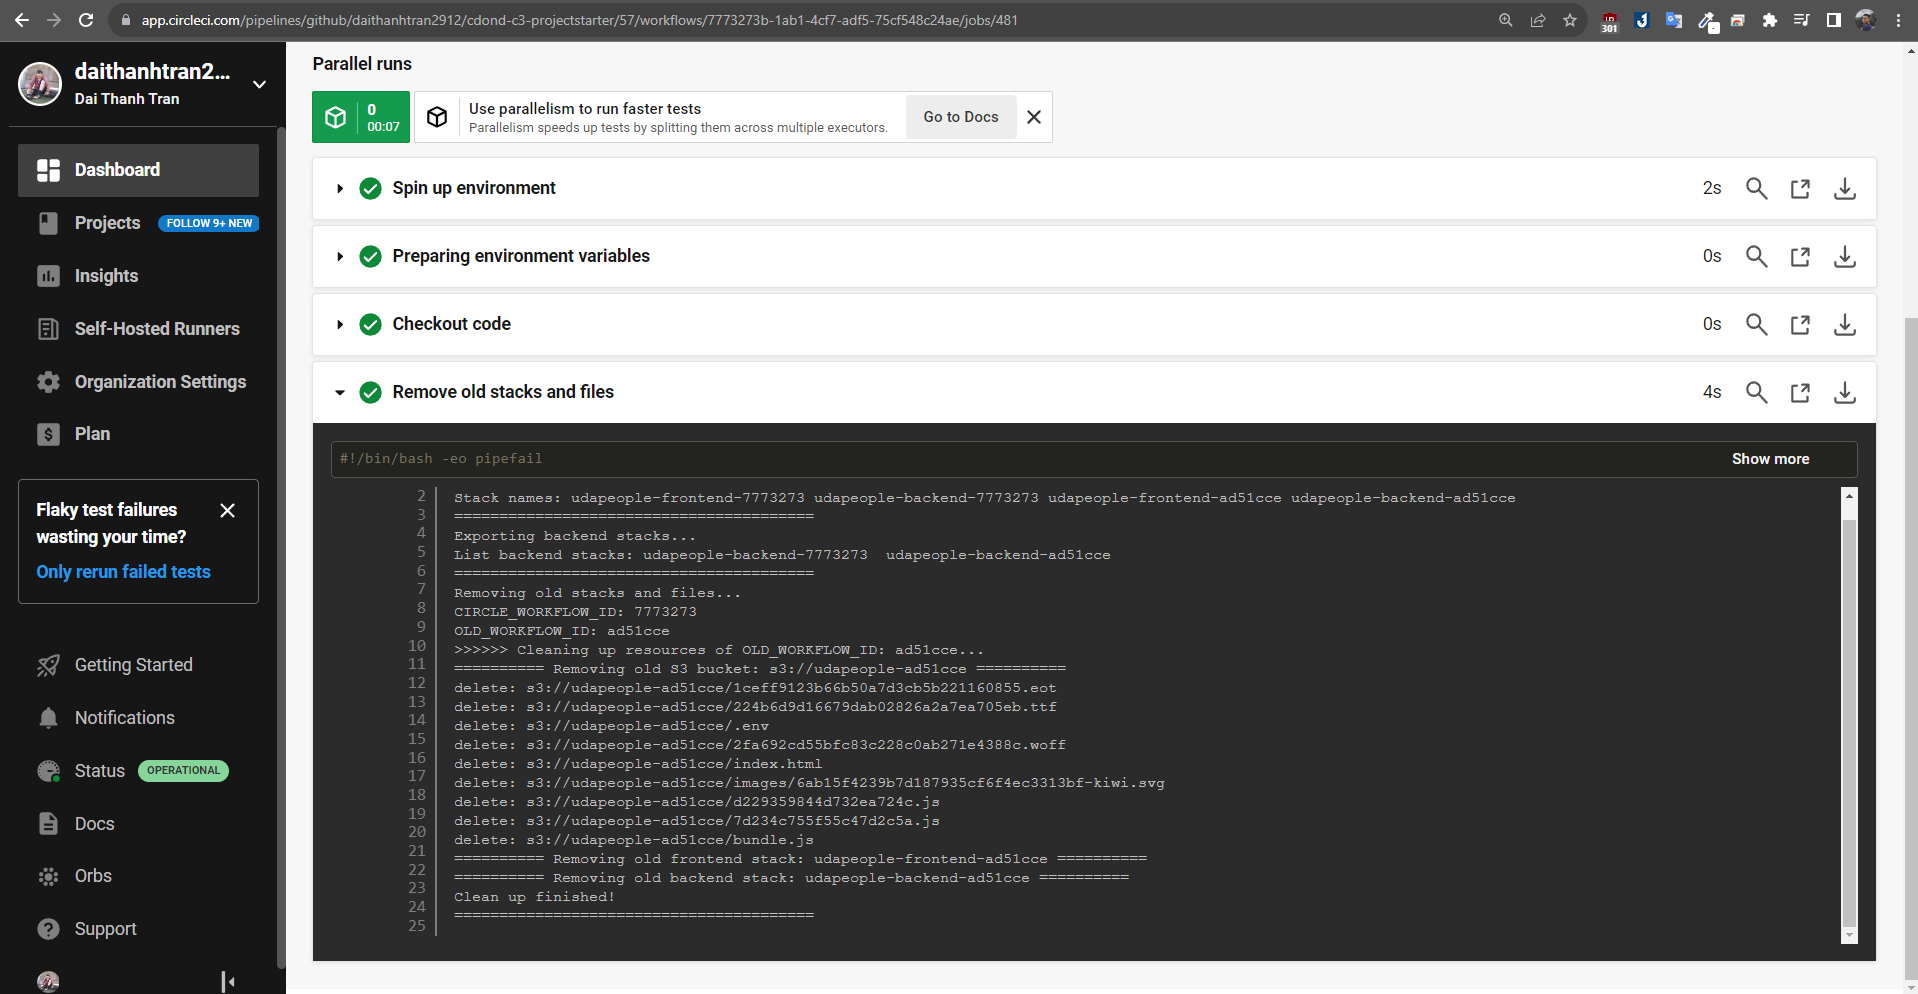 app.circleci.com/pipelines/github/daithanhtran2912/cdond-c3-projectstarter/57/workflows/7773273b-1ab1-4cf7-adf5-75cf548c24ae/jobs/481
301
daithanhtran2...
Dai Thanh Tran
Dashboard
Projects
FOLLOW 9+ NEW
Insights
Self-Hosted Runners
Organization Settings
Plan
Flaky test failures
wasting your time?
Only rerun failed tests
Getting Started
Notifications
Status
OPERATIONAL
Docs
Orbs
Support
Parallel runs
0
00:07
Use parallelism to run faster tests
Parallelism speeds up tests by splitting them across multiple executors.
Go to Docs
Spin up environment
2s
Preparing environment variables
0s
Checkout code
0s
Remove old stacks and files
4s
#!/bin/bash -eo pipefail
Show more
2 Stack names: udapeople-frontend-7773273 udapeople-backend-7773273 udapeople-frontend-ad51cce udapeople-backend-ad51cce
3 ========================================
4 Exporting backend stacks...
5 List backend stacks: udapeople-backend-7773273  udapeople-backend-ad51cce
6 ========================================
7 Removing old stacks and files...
8 CIRCLE_WORKFLOW_ID: 7773273
9 OLD_WORKFLOW_ID: ad51cce
10 >>>>>> Cleaning up resources of OLD_WORKFLOW_ID: ad51cce...
11 ========== Removing old S3 bucket: s3://udapeople-ad51cce ==========
12 delete: s3://udapeople-ad51cce/1ceff9123b66b50a7d3cb5b221160855.eot
13 delete: s3://udapeople-ad51cce/224b6d9d16679dab02826a2a7ea705eb.ttf
14 delete: s3://udapeople-ad51cce/.env
15 delete: s3://udapeople-ad51cce/2fa692cd55bfc83c228c0ab271e4388c.woff
16 delete: s3://udapeople-ad51cce/index.html
17 delete: s3://udapeople-ad51cce/images/6ab15f4239b7d187935cf6f4ec3313bf-kiwi.svg
18 delete: s3://udapeople-ad51cce/d229359844d732ea724c.js
19 delete: s3://udapeople-ad51cce/7d234c755f55c47d2c5a.js
20 delete: s3://udapeople-ad51cce/bundle.js
21 ========== Removing old frontend stack: udapeople-frontend-ad51cce ==========
22 ========== Removing old backend stack: udapeople-backend-ad51cce ==========
23 Clean up finished!
24 ========================================
25